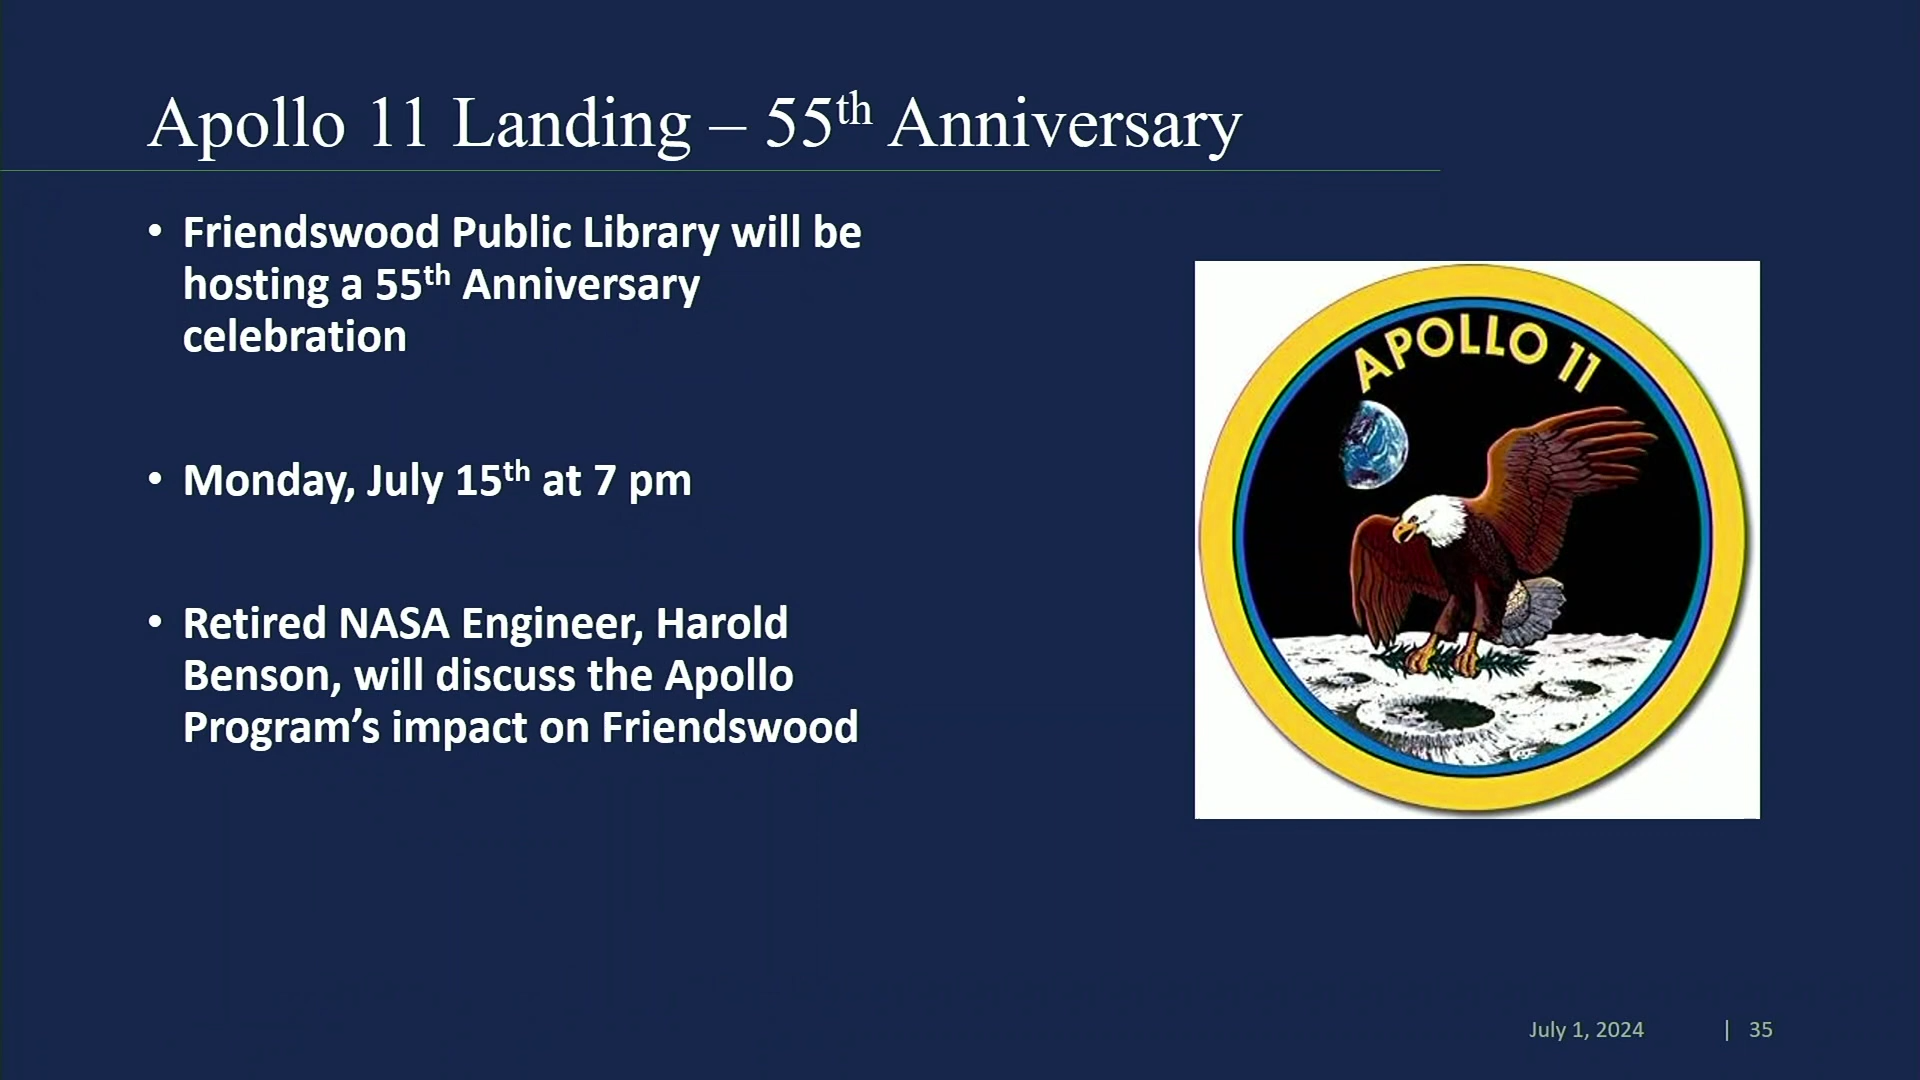 Apollo 11 Landing – 55th Anniversary
• Friendswood Public Library will be
hosting a 55th Anniversary
celebration
• Monday, July 15th at 7 pm
• Retired NASA Engineer, Harold
Benson, will discuss the Apollo
Program’s impact on Friendswood
APOLLO 11
July 1, 2024 | 35